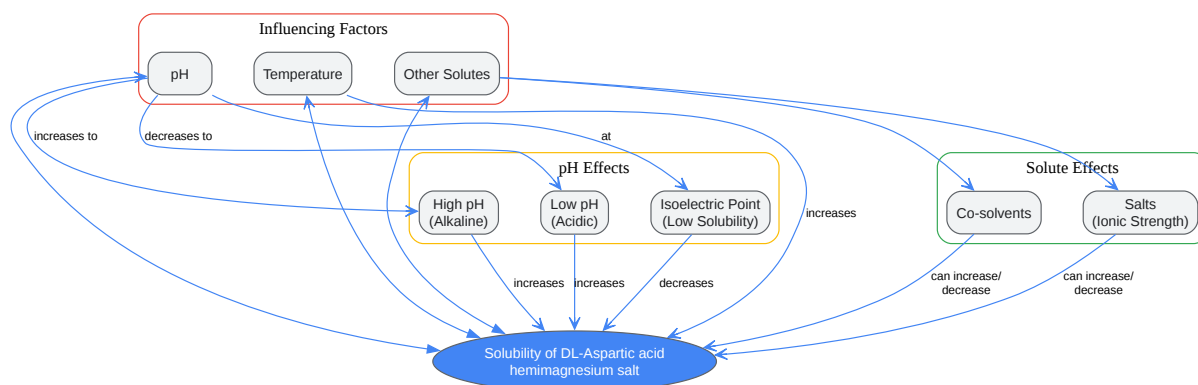 Influencing Factors
pH
Temperature
Other Solutes
increases to
decreases to
at
pH Effects
Solute Effects
High pH
(Alkaline)
Low pH
(Acidic)
Isoelectric Point
(Low Solubility)
increases
Co-solvents
Salts
(Ionic Strength)
increases
increases
decreases
can increase/
decrease
can increase/
decrease
Solubility of DL-Aspartic acid
hemimagnesium salt